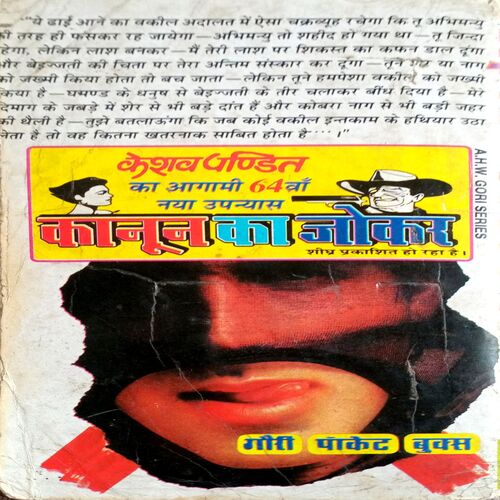 "ये ढाई आने का वकील अदालत में ऐसा चक्रव्यूह रचेगा कि तू अभिमन्यु
की तरह ही फंसकर रह जायेगा—अभिमन्यु तो शहीद हो गया था—तू जिन्दा
रहेगा, लेकिन लाश बनकर—मैं तेरी लाश पर शिकस्त का कफन डाल दूंगा
और बेइज्जती की चिता पर तेरा अन्तिम संस्कार कर दूंगा—तूने शेर या नाग
को जख्मी किया होता तो बच जाता—लेकिन तूने हमपेशा वकील को जख्मी
किया है—घमण्ड के धनुष से बेइज्जती के तीर चलाकर बींध दिया है—मेरे
दिमाग के जबड़े में शेर से भी बड़े दांत हैं और कोबरा नाग से भी बड़ी जहर
की थैली है—तुझे बतलाऊंगा कि जब कोई वकील इन्तकाम के हथियार उठा
लेता है तो वह कितना खतरनाक साबित होता है....।"
केशव पण्डित
का आगामी 64वाँ
नया उपन्यास
कानून का जोकर
शीघ्र प्रकाशित हो रहा है।
A.H.W. GORI SERIES
गौरी पॉकेट बुक्स